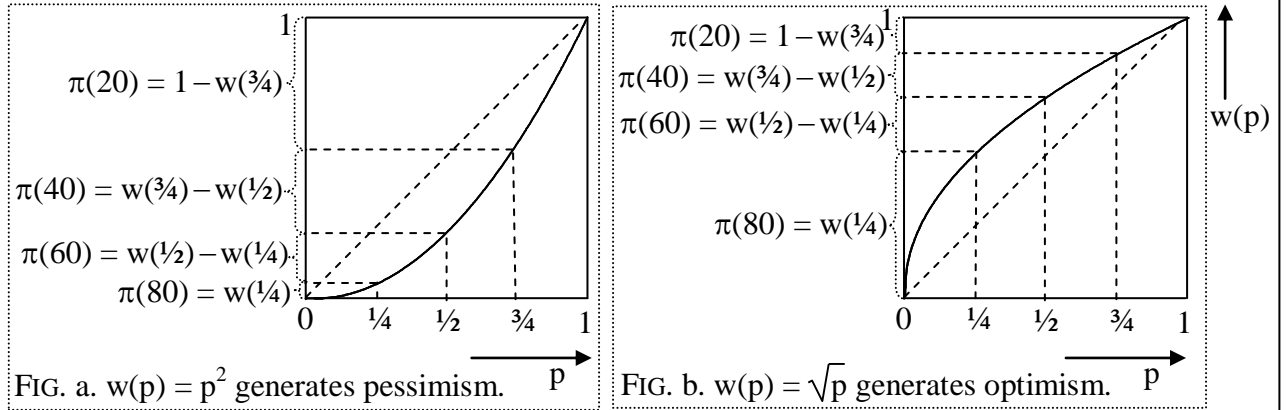 1
π(20) = 1 − w(¾)
π(40) = w(¾) − w(½)
π(60) = w(½) − w(¼)
π(80) = w(¼)
0 ¼ ½ ¾ 1
p
FIG. a. w(p) = p² generates pessimism.
1
π(20) = 1 − w(¾)
π(40) = w(¾) − w(½)
π(60) = w(½) − w(¼)
π(80) = w(¼)
0 ¼ ½ ¾ 1
p
FIG. b. w(p) = √p generates optimism.
w(p)